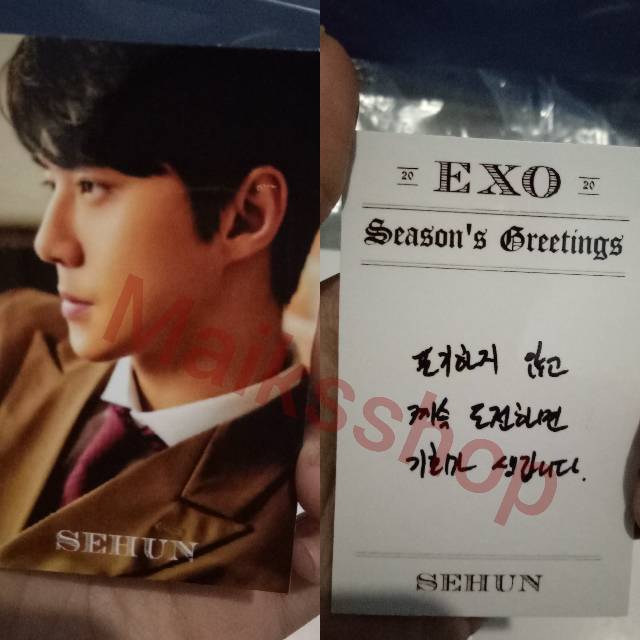 SEHUN
20 EXO 20
Season's Greetings
포기하지 않고
계속 도전하면
기회가 생깁니다.
SEHUN
Maiksshop